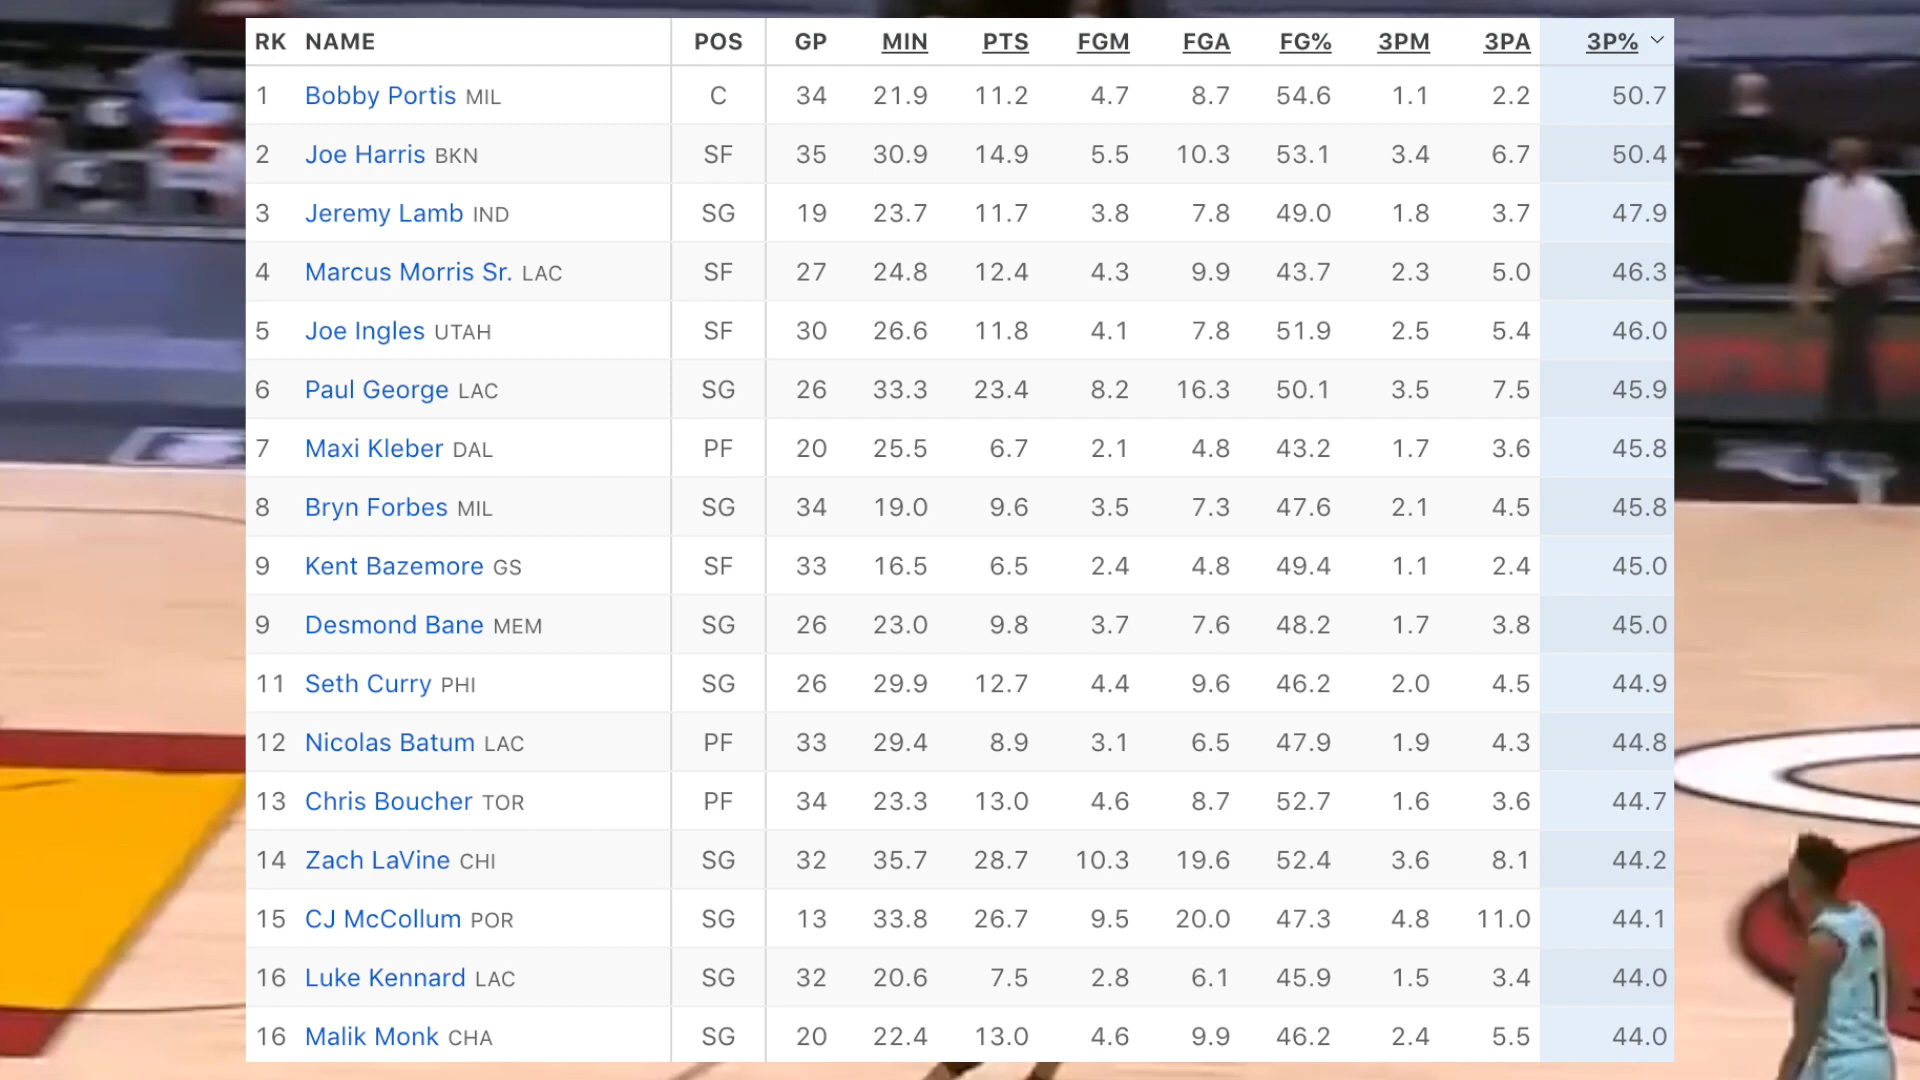 RK NAME POS GP MIN PTS FGM FGA FG% 3PM 3PA 3P%
1 Bobby Portis MIL C 34 21.9 11.2 4.7 8.7 54.6 1.1 2.2 50.7
2 Joe Harris BKN SF 35 30.9 14.9 5.5 10.3 53.1 3.4 6.7 50.4
3 Jeremy Lamb IND SG 19 23.7 11.7 3.8 7.8 49.0 1.8 3.7 47.9
4 Marcus Morris Sr. LAC SF 27 24.8 12.4 4.3 9.9 43.7 2.3 5.0 46.3
5 Joe Ingles UTAH SF 30 26.6 11.8 4.1 7.8 51.9 2.5 5.4 46.0
6 Paul George LAC SG 26 33.3 23.4 8.2 16.3 50.1 3.5 7.5 45.9
7 Maxi Kleber DAL PF 20 25.5 6.7 2.1 4.8 43.2 1.7 3.6 45.8
8 Bryn Forbes MIL SG 34 19.0 9.6 3.5 7.3 47.6 2.1 4.5 45.8
9 Kent Bazemore GS SF 33 16.5 6.5 2.4 4.8 49.4 1.1 2.4 45.0
9 Desmond Bane MEM SG 26 23.0 9.8 3.7 7.6 48.2 1.7 3.8 45.0
11 Seth Curry PHI SG 26 29.9 12.7 4.4 9.6 46.2 2.0 4.5 44.9
12 Nicolas Batum LAC PF 33 29.4 8.9 3.1 6.5 47.9 1.9 4.3 44.8
13 Chris Boucher TOR PF 34 23.3 13.0 4.6 8.7 52.7 1.6 3.6 44.7
14 Zach LaVine CHI SG 32 35.7 28.7 10.3 19.6 52.4 3.6 8.1 44.2
15 CJ McCollum POR SG 13 33.8 26.7 9.5 20.0 47.3 4.8 11.0 44.1
16 Luke Kennard LAC SG 32 20.6 7.5 2.8 6.1 45.9 1.5 3.4 44.0
16 Malik Monk CHA SG 20 22.4 13.0 4.6 9.9 46.2 2.4 5.5 44.0
1